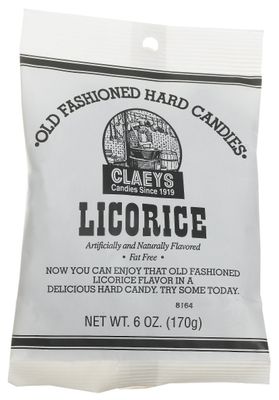 •OLD FASHIONED HARD CANDIES•
CLAEYS
Candies Since 1919
LICORICE
Artificially and Naturally Flavored
• Fat Free •
NOW YOU CAN ENJOY THAT OLD FASHIONED
LICORICE FLAVOR IN A
DELICIOUS HARD CANDY. TRY SOME TODAY.
8164
NET WT. 6 OZ. (170g)